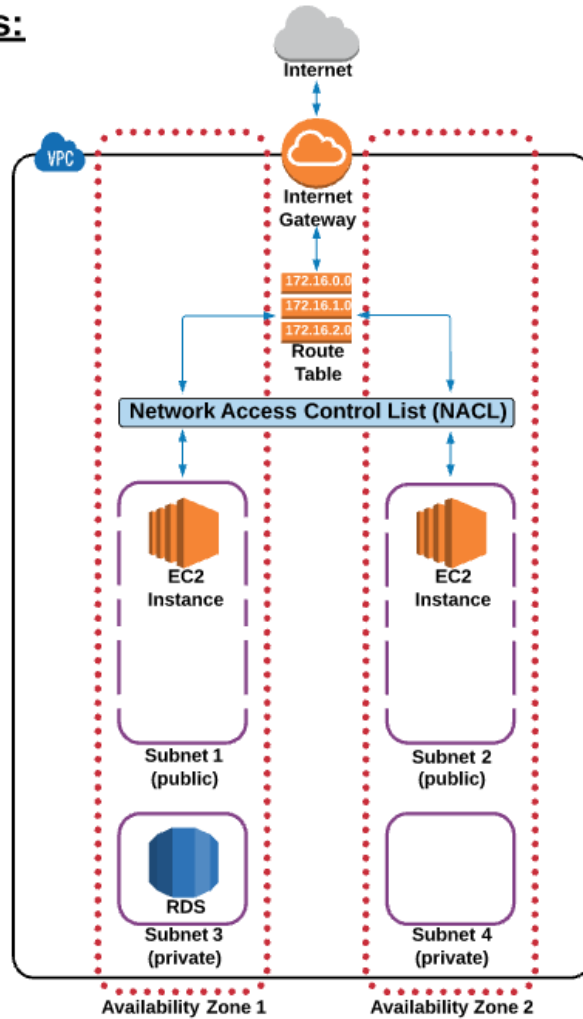 s:
Internet
VPC
Internet
Gateway
172.16.0.0
172.16.1.0
172.16.2.0
Route
Table
Network Access Control List (NACL)
EC2
Instance
EC2
Instance
Subnet 1
(public)
Subnet 2
(public)
RDS
Subnet 3
(private)
Subnet 4
(private)
Availability Zone 1
Availability Zone 2